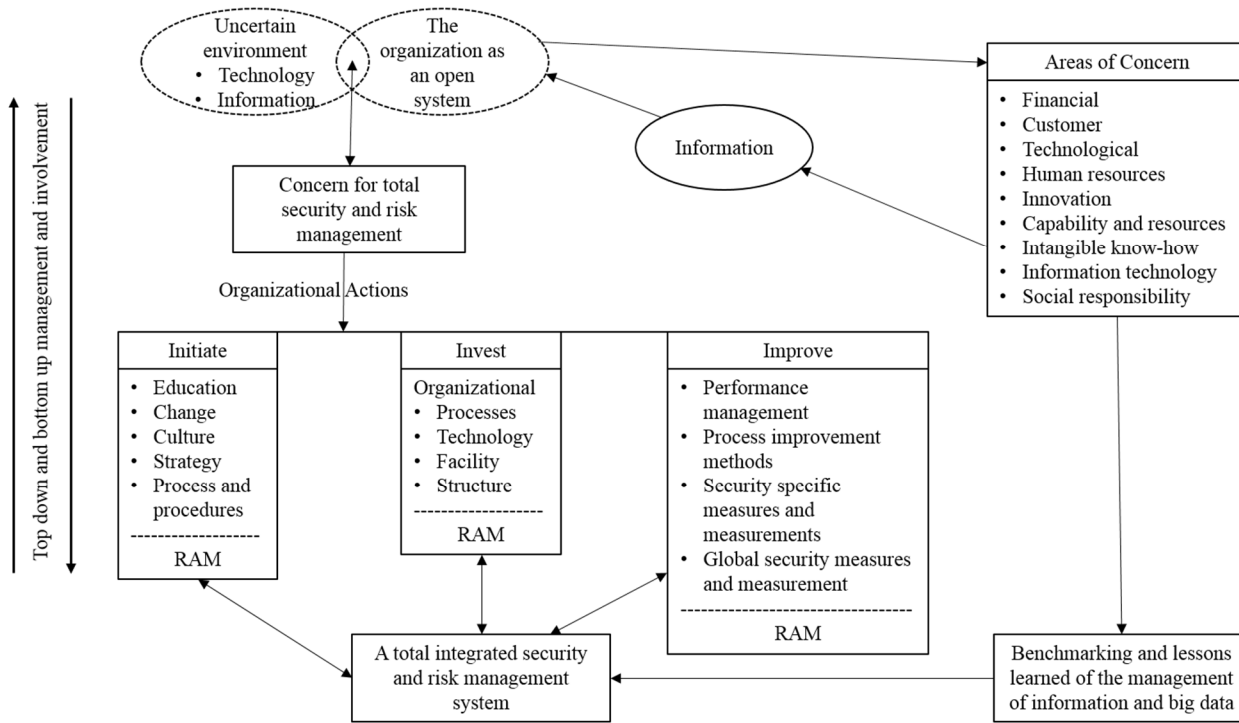 Uncertain
environment
• Technology
• Information
The
organization as
an open
system
Areas of Concern
• Financial
• Customer
• Technological
• Human resources
• Innovation
• Capability and resources
• Intangible know-how
• Information technology
• Social responsibility
Information
Top down and bottom up management and involvement
Concern for total
security and risk
management
Organizational Actions
Initiate
• Education
• Change
• Culture
• Strategy
• Process and
procedures
RAM
Invest
Organizational
• Processes
• Technology
• Facility
• Structure
RAM
Improve
• Performance
management
• Process improvement
methods
• Security specific
measures and
measurements
• Global security measures
and measurement
RAM
A total integrated security
and risk management
system
Benchmarking and lessons
learned of the management
of information and big data